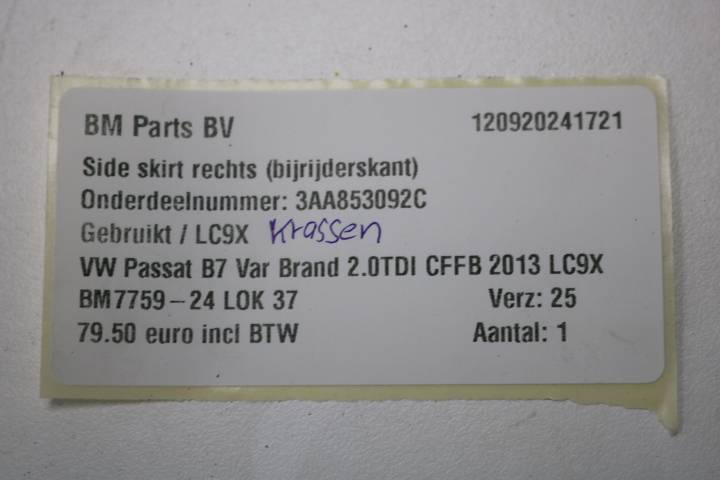 BM Parts BV 120920241721
Side skirt rechts (bijrijderskant)
Onderdeelnummer: 3AA853092C
Gebruikt / LC9X Krassen
VW Passat B7 Var Brand 2.0TDI CFFB 2013 LC9X
BM7759-24 LOK 37 Verz: 25
79.50 euro incl BTW Aantal: 1